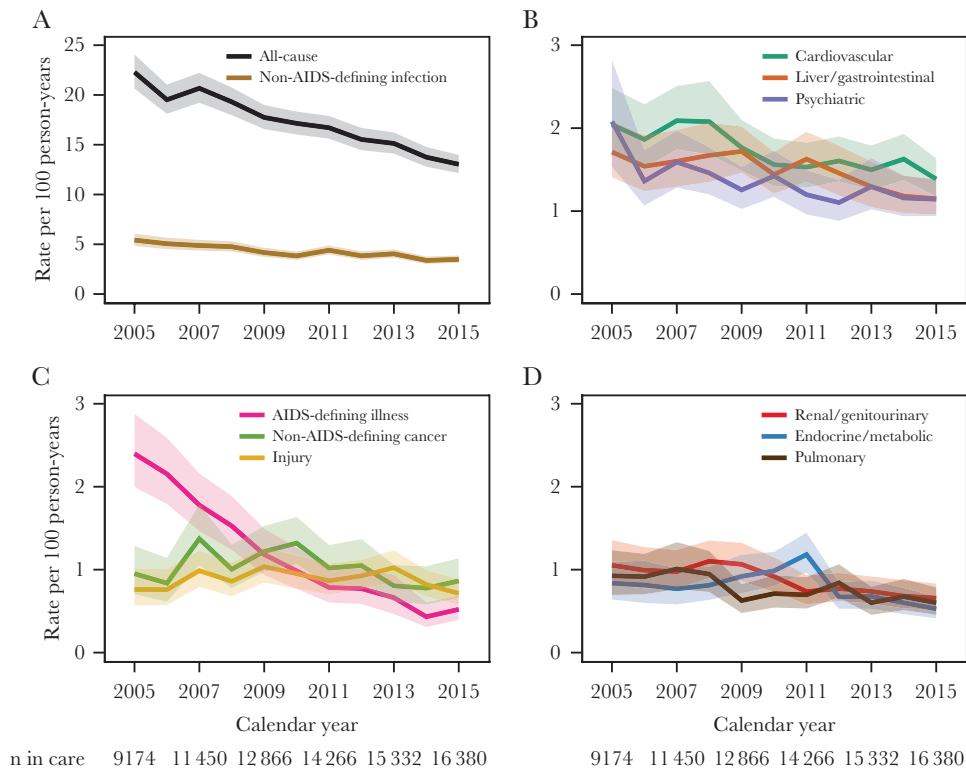 A
25
20
15
10
5
0
Rate per 100 person-years
All-cause
Non-AIDS-defining infection
2005 2007 2009 2011 2013 2015
B
3
2
1
0
Cardiovascular
Liver/gastrointestinal
Psychiatric
2005 2007 2009 2011 2013 2015
C
3
2
1
0
Rate per 100 person-years
AIDS-defining illness
Non-AIDS-defining cancer
Injury
2005 2007 2009 2011 2013 2015
Calendar year
D
3
2
1
0
Renal/genitourinary
Endocrine/metabolic
Pulmonary
2005 2007 2009 2011 2013 2015
Calendar year
n in care 9174 11 450 12 866 14 266 15 332 16 380 9174 11 450 12 866 14 266 15 332 16 380